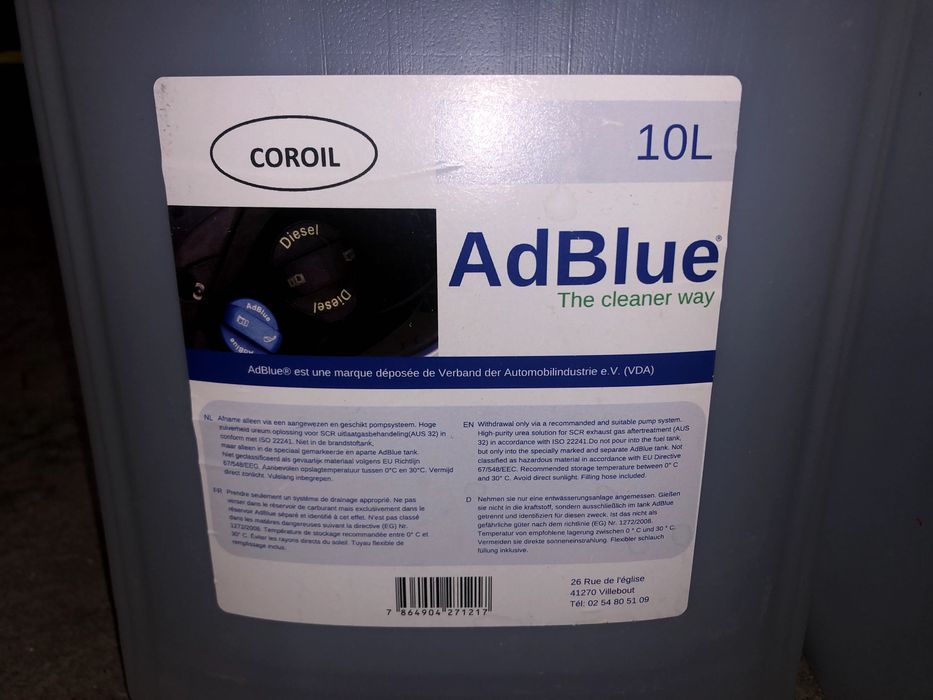 COROIL
10L
Diesel
Diesel
AdBlue
AdBlue
AdBlue®
The cleaner way
AdBlue® est une marque déposée de Verband der Automobilindustrie e.V. (VDA)
NL Afname alleen via een aangewezen en geschikt pompsysteem. Hoge
zuiverheid ureum oplossing voor SCR uitlaatgasbehandeling(AUS 32) in
conform met ISO 22241. Niet in de brandstoftank,
maar alleen in de speciaal gemarkeerde en aparte AdBlue tank.
Niet geclassificeerd als gevaarlijk materiaal volgens EU Richtlijn
67/548/EEG. Aanbevolen opslagtemperatuur tussen 0°C en 30°C. Vermijd
direct zonlicht. Vulslang inbegrepen.
EN Withdrawal only via a recommanded and suitable pump system.
High-purity urea solution for SCR exhaust gas aftertreatment (AUS
32) in accordance with ISO 22241.Do not pour into the fuel tank,
but only into the specially marked and separate AdBlue tank. Not
classified as hazardous material in accordance with EU Directive
67/548/EEC. Recommended storage temperature between 0° C
and 30°C. Avoid direct sunlight. Filling hose included.
FR Prendre seulement un système de drainage approprié. Ne pas
verser dans le réservoir de carburant mais exclusivement dans le
réservoir AdBlue séparé et identifié à cet effet. N'est pas classé
dans les matières dangereuses suivant la directive (EG) Nr.
1272/2008. Température de stockage recommandée entre 0° C et
30° C. Éviter les rayons directs du soleil. Tuyau flexible de
remplissage inclus.
D Nehmen sie nur eine entwässerungsanlage angemessen. Gießen
sie nicht in die kraftstoff, sondern ausschließlich im tank AdBlue
getrennt und identifiziert für diesen zweck. Ist das nicht als
gefährliche güter nach dem richtlinie (EG) Nr. 1272/2008.
Temperatur von empfohlene lagerung zwischen 0 ° C und 30 ° C.
Vermeiden sie direkte sonneneinstrahlung. Flexibler schlauch
füllung inklusive.
7 864904 271217
26 Rue de l'église
41270 Villebout
Tél: 02 54 80 51 09